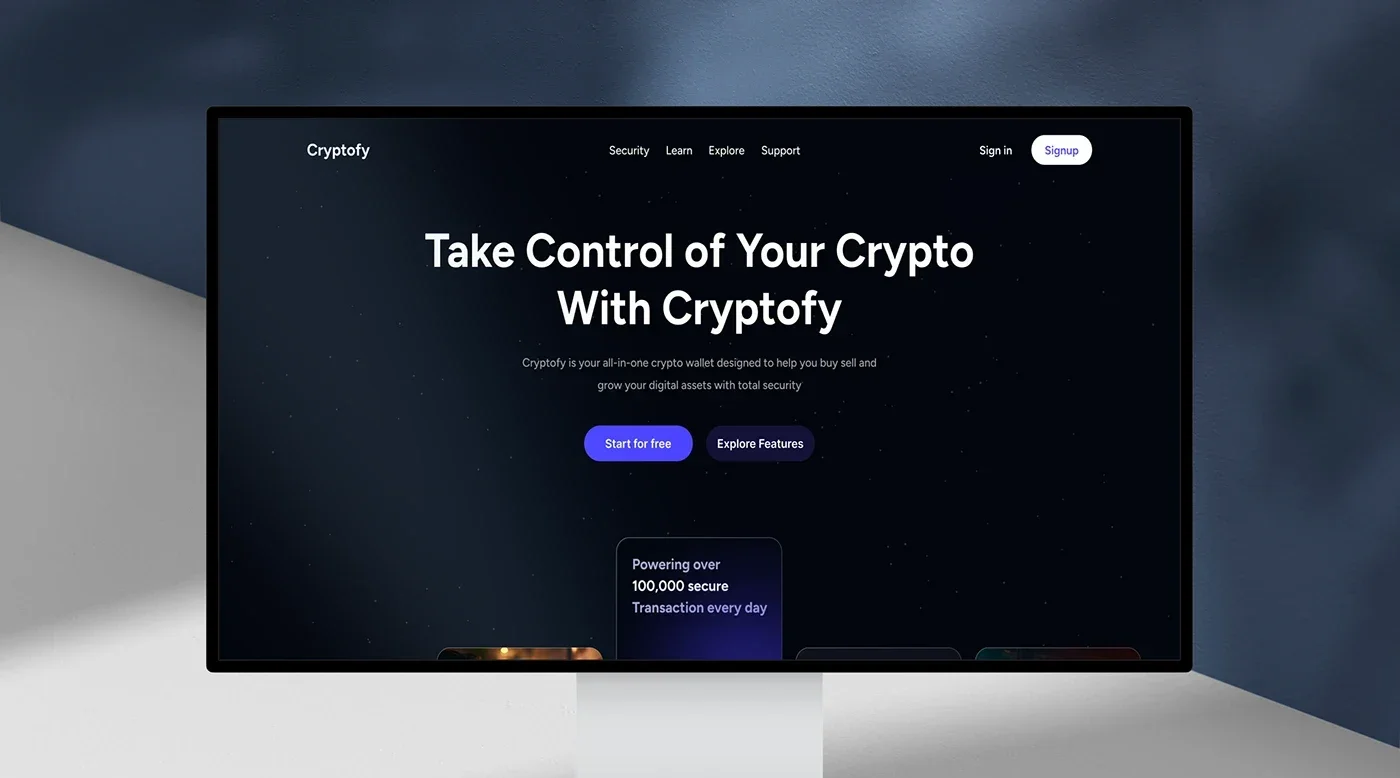 Cryptofy
Security Learn Explore Support
Sign in Signup
Take Control of Your Crypto
With Cryptofy
Cryptofy is your all-in-one crypto wallet designed to help you buy sell and
grow your digital assets with total security
Start for free Explore Features
Powering over
100,000 secure
Transaction every day